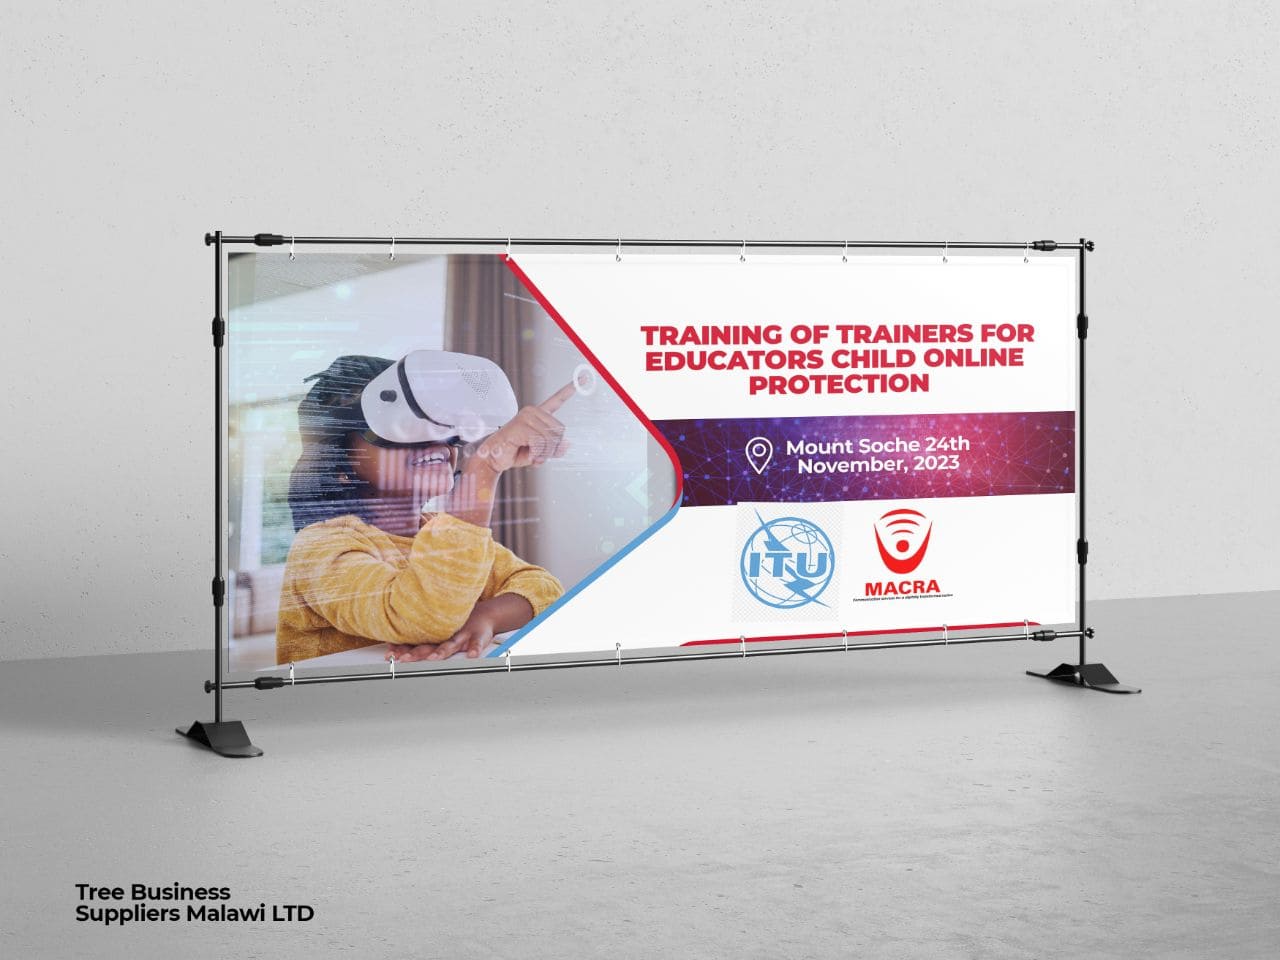 TRAINING OF TRAINERS FOR
EDUCATORS CHILD ONLINE
PROTECTION
Mount Soche 24th
November, 2023
ITU
MACRA
Tree Business
Suppliers Malawi LTD